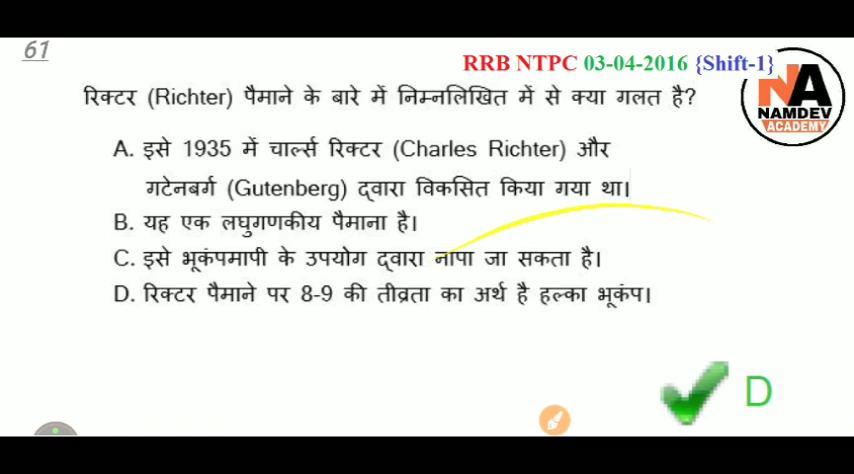 61
RRB NTPC 03-04-2016 {Shift-1}
NA
NAMDEV
ACADEMY
रिक्टर (Richter) पैमाने के बारे में निम्नलिखित में से क्या गलत है?
A. इसे 1935 में चार्ल्स रिक्टर (Charles Richter) और
गटेनबर्ग (Gutenberg) द्वारा विकसित किया गया था।
B. यह एक लघुगणकीय पैमाना है।
C. इसे भूकंपमापी के उपयोग द्वारा नापा जा सकता है।
D. रिक्टर पैमाने पर 8-9 की तीव्रता का अर्थ है हल्का भूकंप।
D